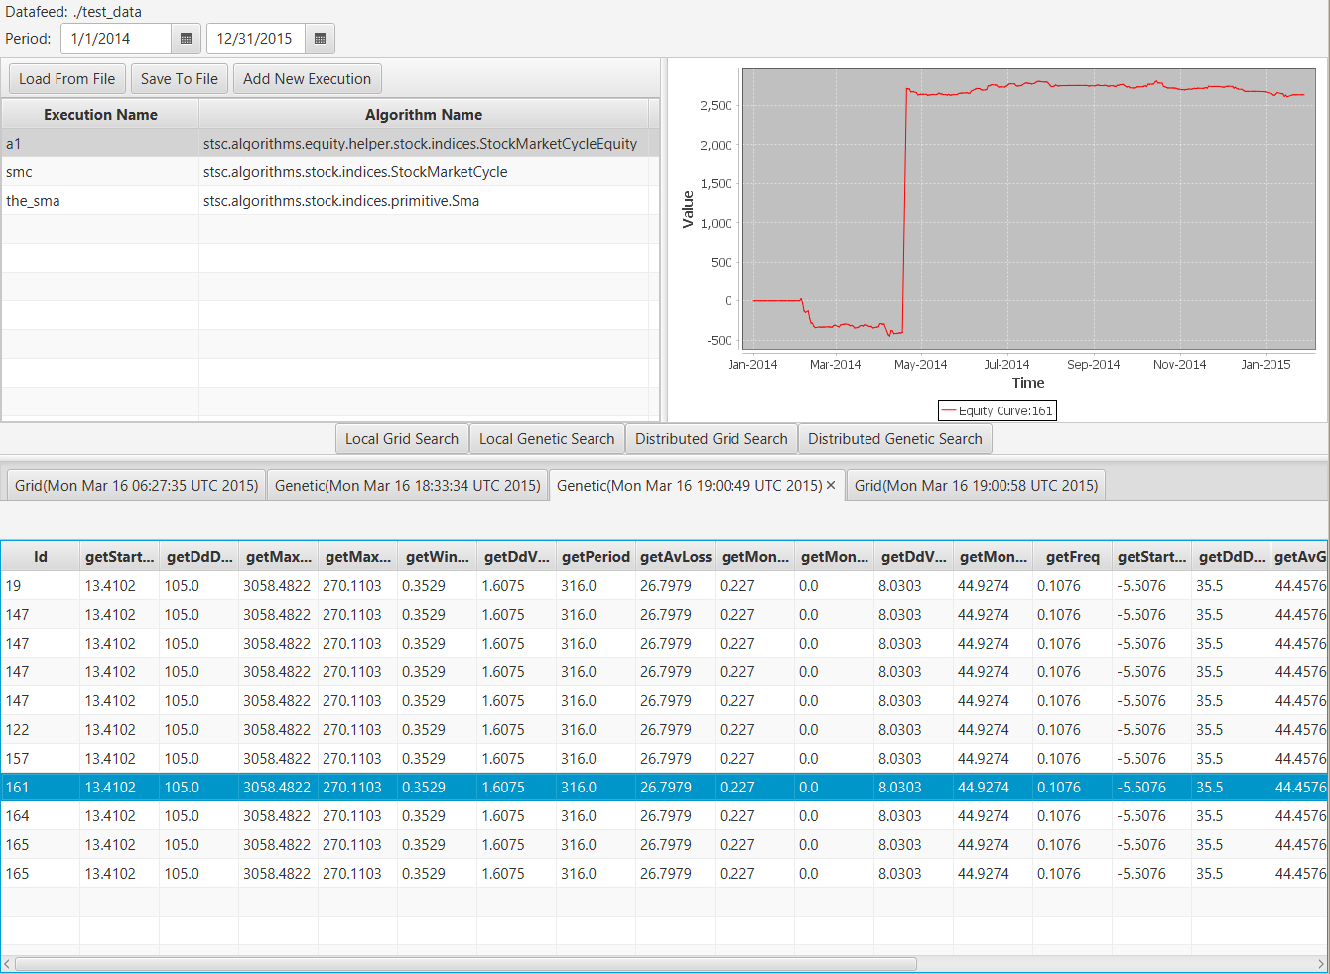 Datafeed: ./test_data
Period: 1/1/2014 12/31/2015
Load From File Save To File Add New Execution
Execution Name Algorithm Name
a1 stsc.algorithms.equity.helper.stock.indices.StockMarketCycleEquity
smc stsc.algorithms.stock.indices.StockMarketCycle
the_sma stsc.algorithms.stock.indices.primitive.Sma
Value
2,500
2,000
1,500
1,000
500
0
-500
Jan-2014 Mar-2014 May-2014 Jul-2014 Sep-2014 Nov-2014 Jan-2015
Time
Equity Curve:161
Local Grid Search Local Genetic Search Distributed Grid Search Distributed Genetic Search
Grid(Mon Mar 16 06:27:35 UTC 2015) Genetic(Mon Mar 16 18:33:34 UTC 2015) Genetic(Mon Mar 16 19:00:49 UTC 2015) Grid(Mon Mar 16 19:00:58 UTC 2015)
Id getStart... getDdD... getMax... getMax... getWin... getDdV... getPeriod getAvLoss getMon... getMon... getDdV... getMon... getFreq getStart... getDdD... getAvG
19 13.4102 105.0 3058.4822 270.1103 0.3529 1.6075 316.0 26.7979 0.227 0.0 8.0303 44.9274 0.1076 -5.5076 35.5 44.4576
147 13.4102 105.0 3058.4822 270.1103 0.3529 1.6075 316.0 26.7979 0.227 0.0 8.0303 44.9274 0.1076 -5.5076 35.5 44.4576
147 13.4102 105.0 3058.4822 270.1103 0.3529 1.6075 316.0 26.7979 0.227 0.0 8.0303 44.9274 0.1076 -5.5076 35.5 44.4576
147 13.4102 105.0 3058.4822 270.1103 0.3529 1.6075 316.0 26.7979 0.227 0.0 8.0303 44.9274 0.1076 -5.5076 35.5 44.4576
147 13.4102 105.0 3058.4822 270.1103 0.3529 1.6075 316.0 26.7979 0.227 0.0 8.0303 44.9274 0.1076 -5.5076 35.5 44.4576
122 13.4102 105.0 3058.4822 270.1103 0.3529 1.6075 316.0 26.7979 0.227 0.0 8.0303 44.9274 0.1076 -5.5076 35.5 44.4576
157 13.4102 105.0 3058.4822 270.1103 0.3529 1.6075 316.0 26.7979 0.227 0.0 8.0303 44.9274 0.1076 -5.5076 35.5 44.4576
161 13.4102 105.0 3058.4822 270.1103 0.3529 1.6075 316.0 26.7979 0.227 0.0 8.0303 44.9274 0.1076 -5.5076 35.5 44.4576
164 13.4102 105.0 3058.4822 270.1103 0.3529 1.6075 316.0 26.7979 0.227 0.0 8.0303 44.9274 0.1076 -5.5076 35.5 44.4576
165 13.4102 105.0 3058.4822 270.1103 0.3529 1.6075 316.0 26.7979 0.227 0.0 8.0303 44.9274 0.1076 -5.5076 35.5 44.4576
165 13.4102 105.0 3058.4822 270.1103 0.3529 1.6075 316.0 26.7979 0.227 0.0 8.0303 44.9274 0.1076 -5.5076 35.5 44.4576